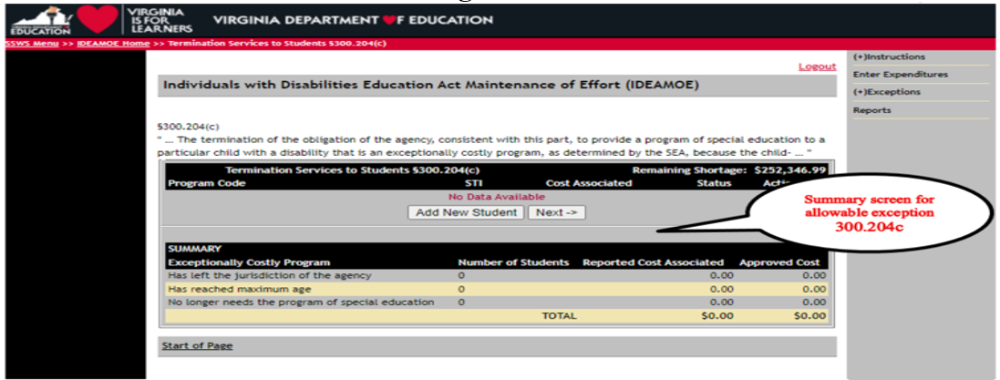 EDUCATION
VIRGINIA
IS FOR
LEARNERS
VIRGINIA DEPARTMENT OF EDUCATION
SSWS Menu >> IDEAMOE Home >> Termination Services to Students §300.204(c)
(+)Instructions
Enter Expenditures
(+)Exceptions
Reports
Logout
Individuals with Disabilities Education Act Maintenance of Effort (IDEAMOE)
§300.204(c)
" ... The termination of the obligation of the agency, consistent with this part, to provide a program of special education to a
particular child with a disability that is an exceptionally costly program, as determined by the SEA, because the child- ... "
Termination Services to Students §300.204(c) Remaining Shortage: $252,346.99
Program Code STI Cost Associated Status
No Data Available
Add New Student Next ->
Summary screen for
allowable exception
300.204c
SUMMARY
Exceptionally Costly Program Number of Students Reported Cost Associated Approved Cost
Has left the jurisdiction of the agency 0 0.00 0.00
Has reached maximum age 0 0.00 0.00
No longer needs the program of special education 0 0.00 0.00
TOTAL $0.00 $0.00
Start of Page